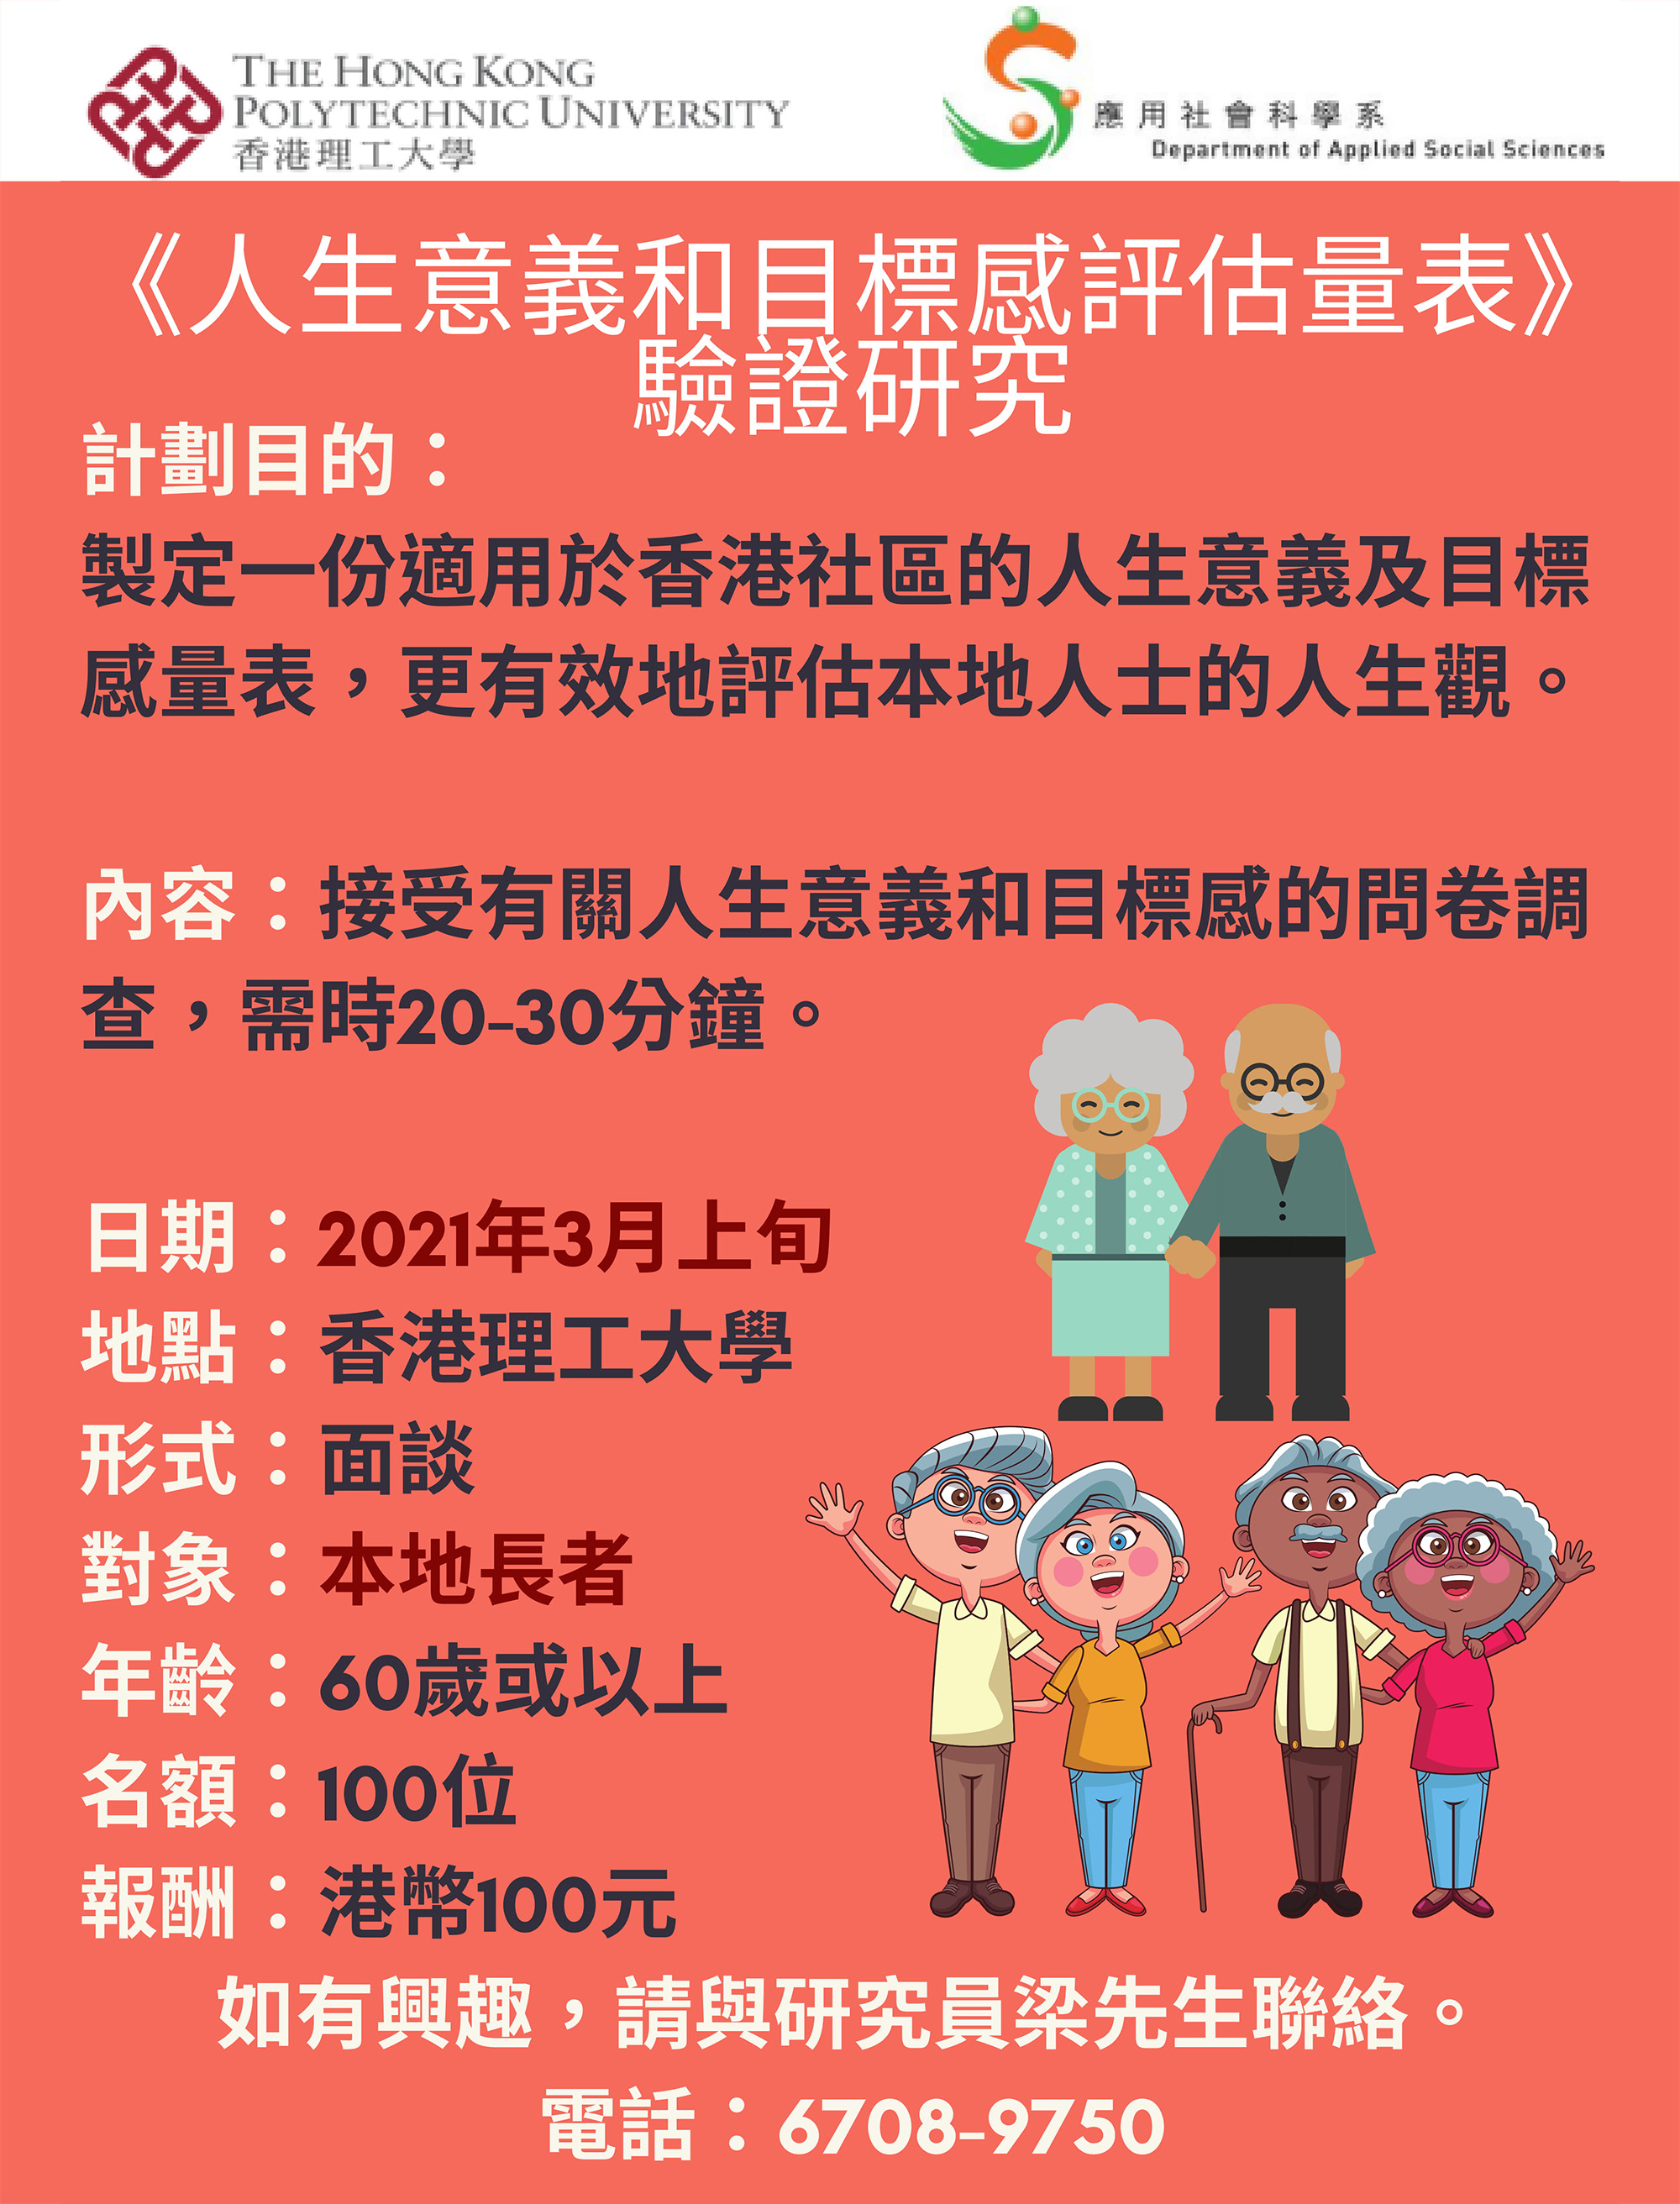 THE HONG KONG
POLYTECHNIC UNIVERSITY
香港理工大學
應用社會科學系
Department of Applied Social Sciences
《人生意義和目標感評估量表》
驗證研究
計劃目的：
製定一份適用於香港社區的人生意義及目標
感量表，更有效地評估本地人士的人生觀。
內容：接受有關人生意義和目標感的問卷調
查，需時20-30分鐘。
日期：2021年3月上旬
地點：香港理工大學
形式：面談
對象：本地長者
年齡：60歲或以上
名額：100位
報酬：港幣100元
如有興趣，請與研究員梁先生聯絡。
電話：6708-9750